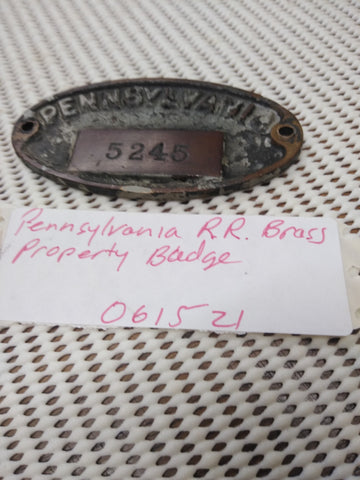 PENNSYLVANIA
5245
Pennsylvania R.R. Brass
Property Badge
061521